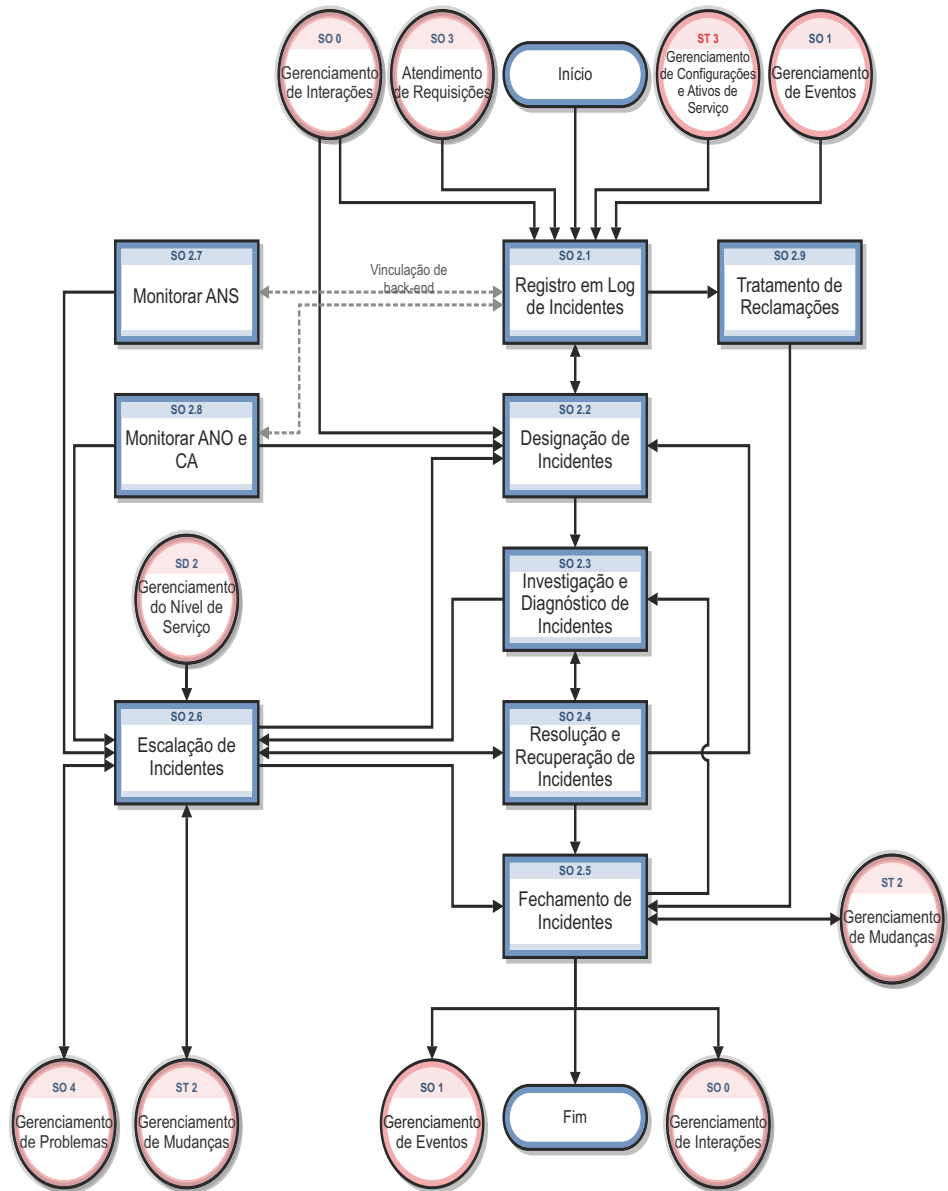 SO 0
Gerenciamento
de Interações
SO 3
Atendimento
de Requisições
Início
ST 3
Gerenciamento
de Configurações
e Ativos de
Serviço
SO 1
Gerenciamento
de Eventos
SO 2.7
Monitorar ANS
Vinculação de
back-end
SO 2.1
Registro em Log
de Incidentes
SO 2.9
Tratamento de
Reclamações
SO 2.8
Monitorar ANO e
CA
SO 2.2
Designação de
Incidentes
SD 2
Gerenciamento
do Nível de
Serviço
SO 2.3
Investigação e
Diagnóstico de
Incidentes
SO 2.6
Escalação de
Incidentes
SO 2.4
Resolução e
Recuperação de
Incidentes
SO 2.5
Fechamento de
Incidentes
ST 2
Gerenciamento
de Mudanças
SO 4
Gerenciamento
de Problemas
ST 2
Gerenciamento
de Mudanças
SO 1
Gerenciamento
de Eventos
Fim
SO 0
Gerenciamento
de Interações